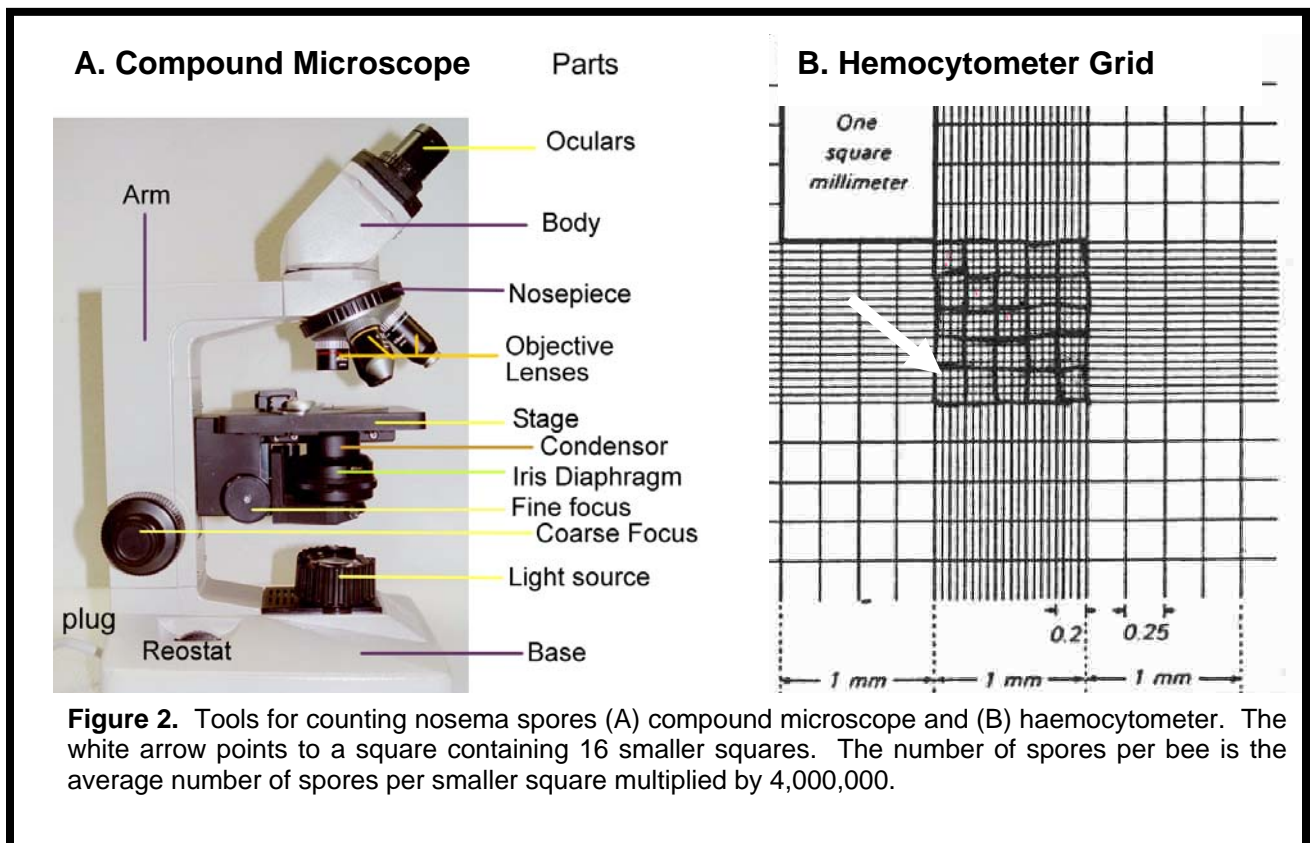 A. Compound Microscope
Parts
B. Hemocytometer Grid
Oculars
Arm
Body
Nosepiece
Objective
Lenses
Stage
Condensor
Iris Diaphragm
Fine focus
Coarse Focus
Light source
plug
Reostat
Base
One
square
millimeter
0.2
0.25
1 mm
1 mm
1 mm
Figure 2. Tools for counting nosema spores (A) compound microscope and (B) haemocytometer. The
white arrow points to a square containing 16 smaller squares. The number of spores per bee is the
average number of spores per smaller square multiplied by 4,000,000.